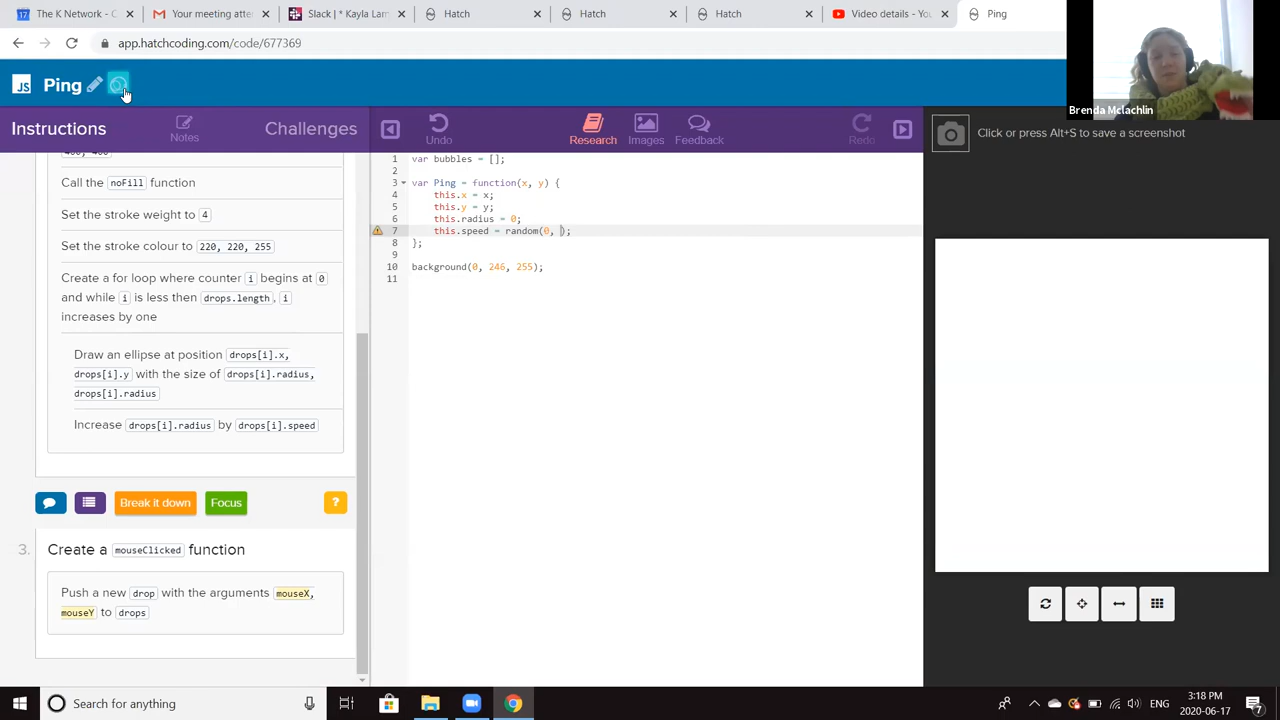 17 The K Network - C
Your meeting atte
Slack | * Kayla Lam
Hatch
Hatch
Hatch
Video details - You
Ping
app.hatchcoding.com/code/677369
JS Ping
Brenda Mclachlin
Instructions
Notes
Challenges
Undo
Research
Images
Feedback
Redo
Click or press Alt+S to save a screenshot
Call the noFill function
Set the stroke weight to 4
Set the stroke colour to 220, 220, 255
Create a for loop where counter i begins at 0
and while i is less then drops.length, i
increases by one
Draw an ellipse at position drops[i].x,
drops[i].y with the size of drops[i].radius,
drops[i].radius
Increase drops[i].radius by drops[i].speed
Break it down
Focus
?
3. Create a mouseClicked function
Push a new drop with the arguments mouseX,
mouseY to drops
1 var bubbles = [];
2
3 var Ping = function(x, y) {
4 this.x = x;
5 this.y = y;
6 this.radius = 0;
7 this.speed = random(0, );
8 };
9
10 background(0, 246, 255);
11
Search for anything
ENG
3:18 PM
2020-06-17
7